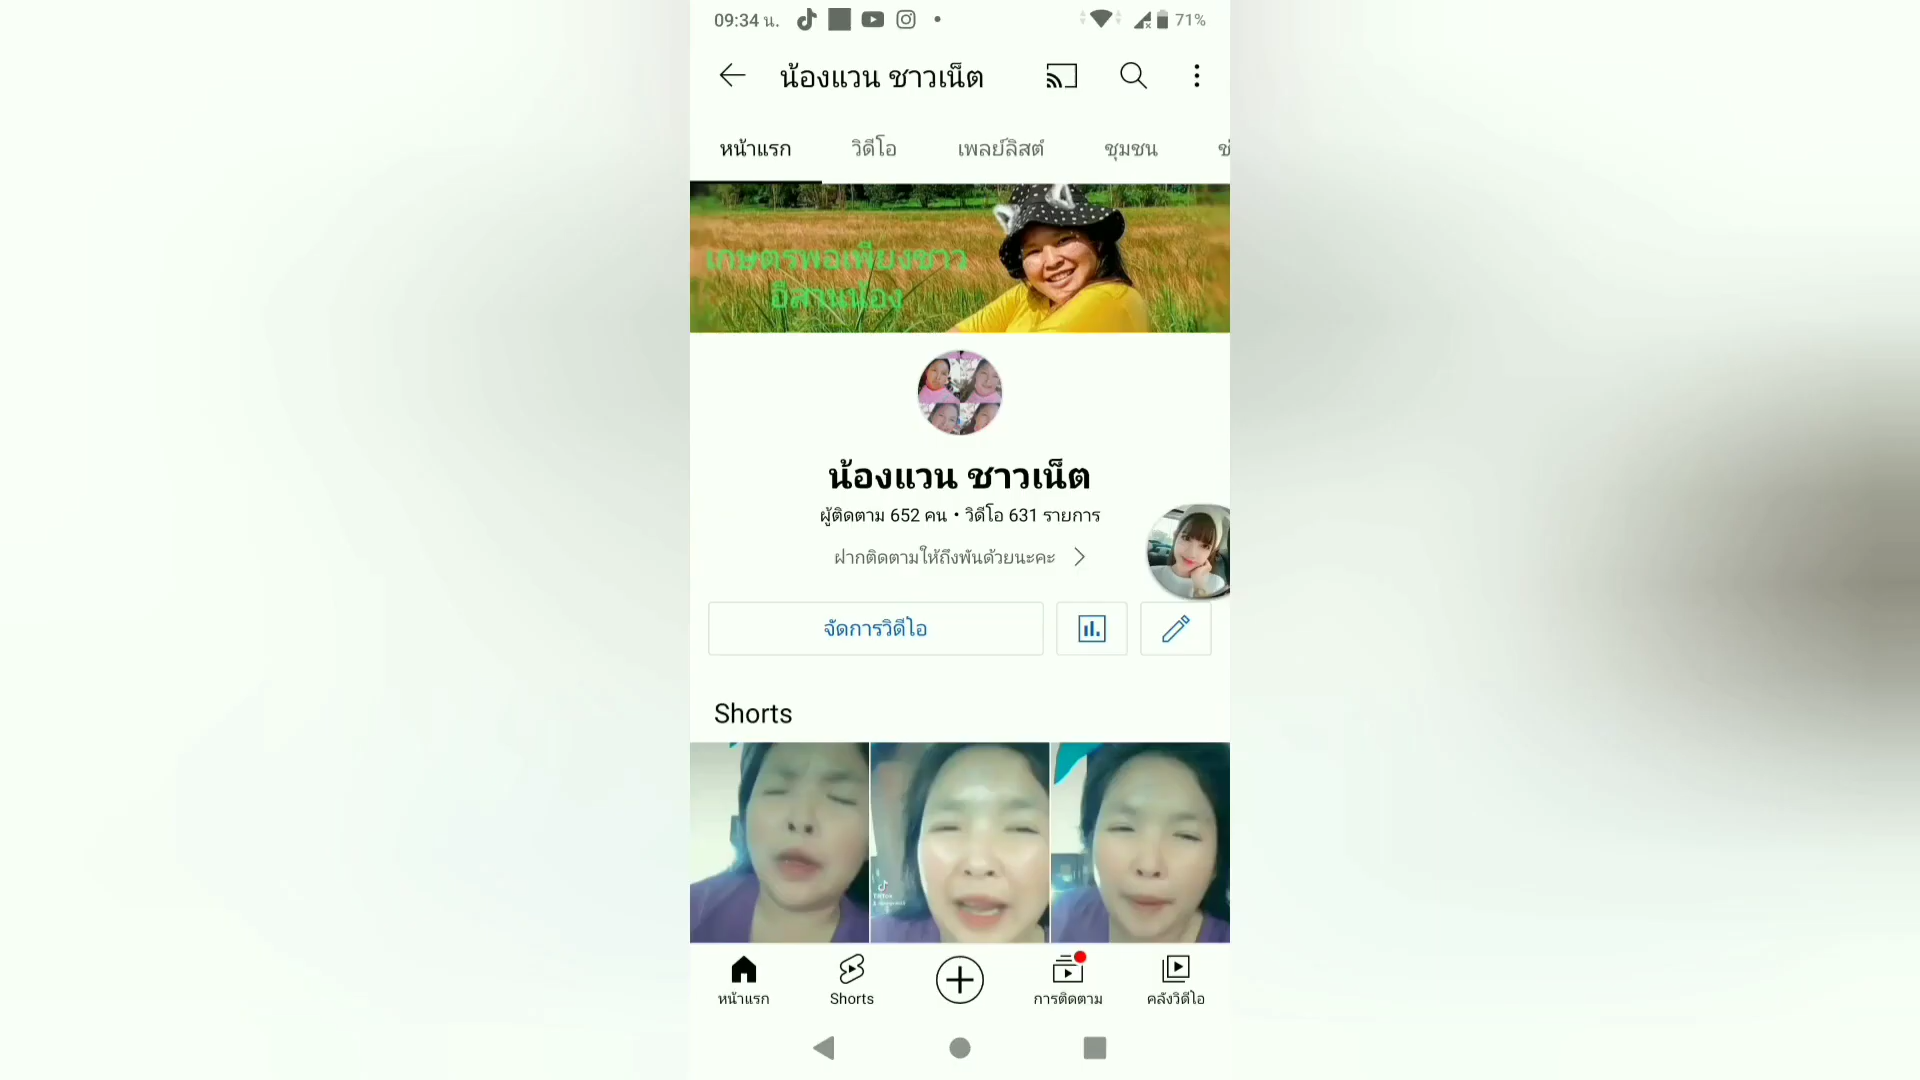 09:34 น.
71%
น้องแวน ชาวเน็ต
หน้าแรก วิดีโอ เพลย์ลิสต์ ชุมชน
เกษตรพอเพียงชาว
อิสานน้อง
น้องแวน ชาวเน็ต
ผู้ติดตาม 652 คน • วิดีโอ 631 รายการ
ฝากติดตามให้ถึงพันด้วยนะคะ
จัดการวิดีโอ
Shorts
หน้าแรก Shorts การติดตาม คลังวิดีโอ